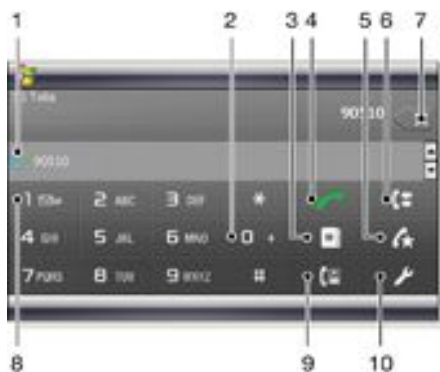 1 2 3 4 5 6 7
90510
90510
1 2 ABC 3 DEF *
4 GHI 5 JKL 6 MNO 0 +
7 PQRS 8 TUV 9 WXYZ #
8 9 10